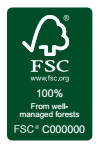 FSC
www.fsc.org
100%
From well-
managed forests
FSC® C000000